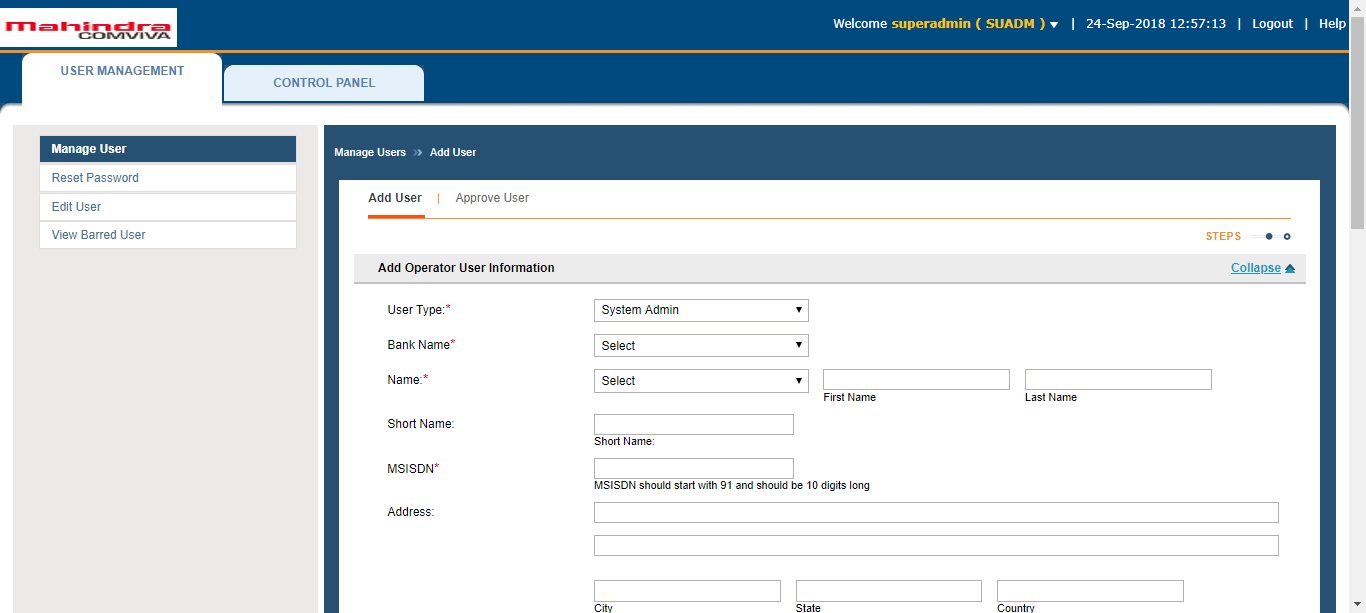 mahindra
COMVIVA
Welcome superadmin ( SUADM ) | 24-Sep-2018 12:57:13 | Logout | Help
USER MANAGEMENT
CONTROL PANEL
Manage User
Reset Password
Edit User
View Barred User
Manage Users » Add User
Add User | Approve User
STEPS
Add Operator User Information
Collapse
User Type:*
System Admin
Bank Name*
Select
Name:*
Select
First Name
Last Name
Short Name:
Short Name:
MSISDN*
MSISDN should start with 91 and should be 10 digits long
Address:
City
State
Country